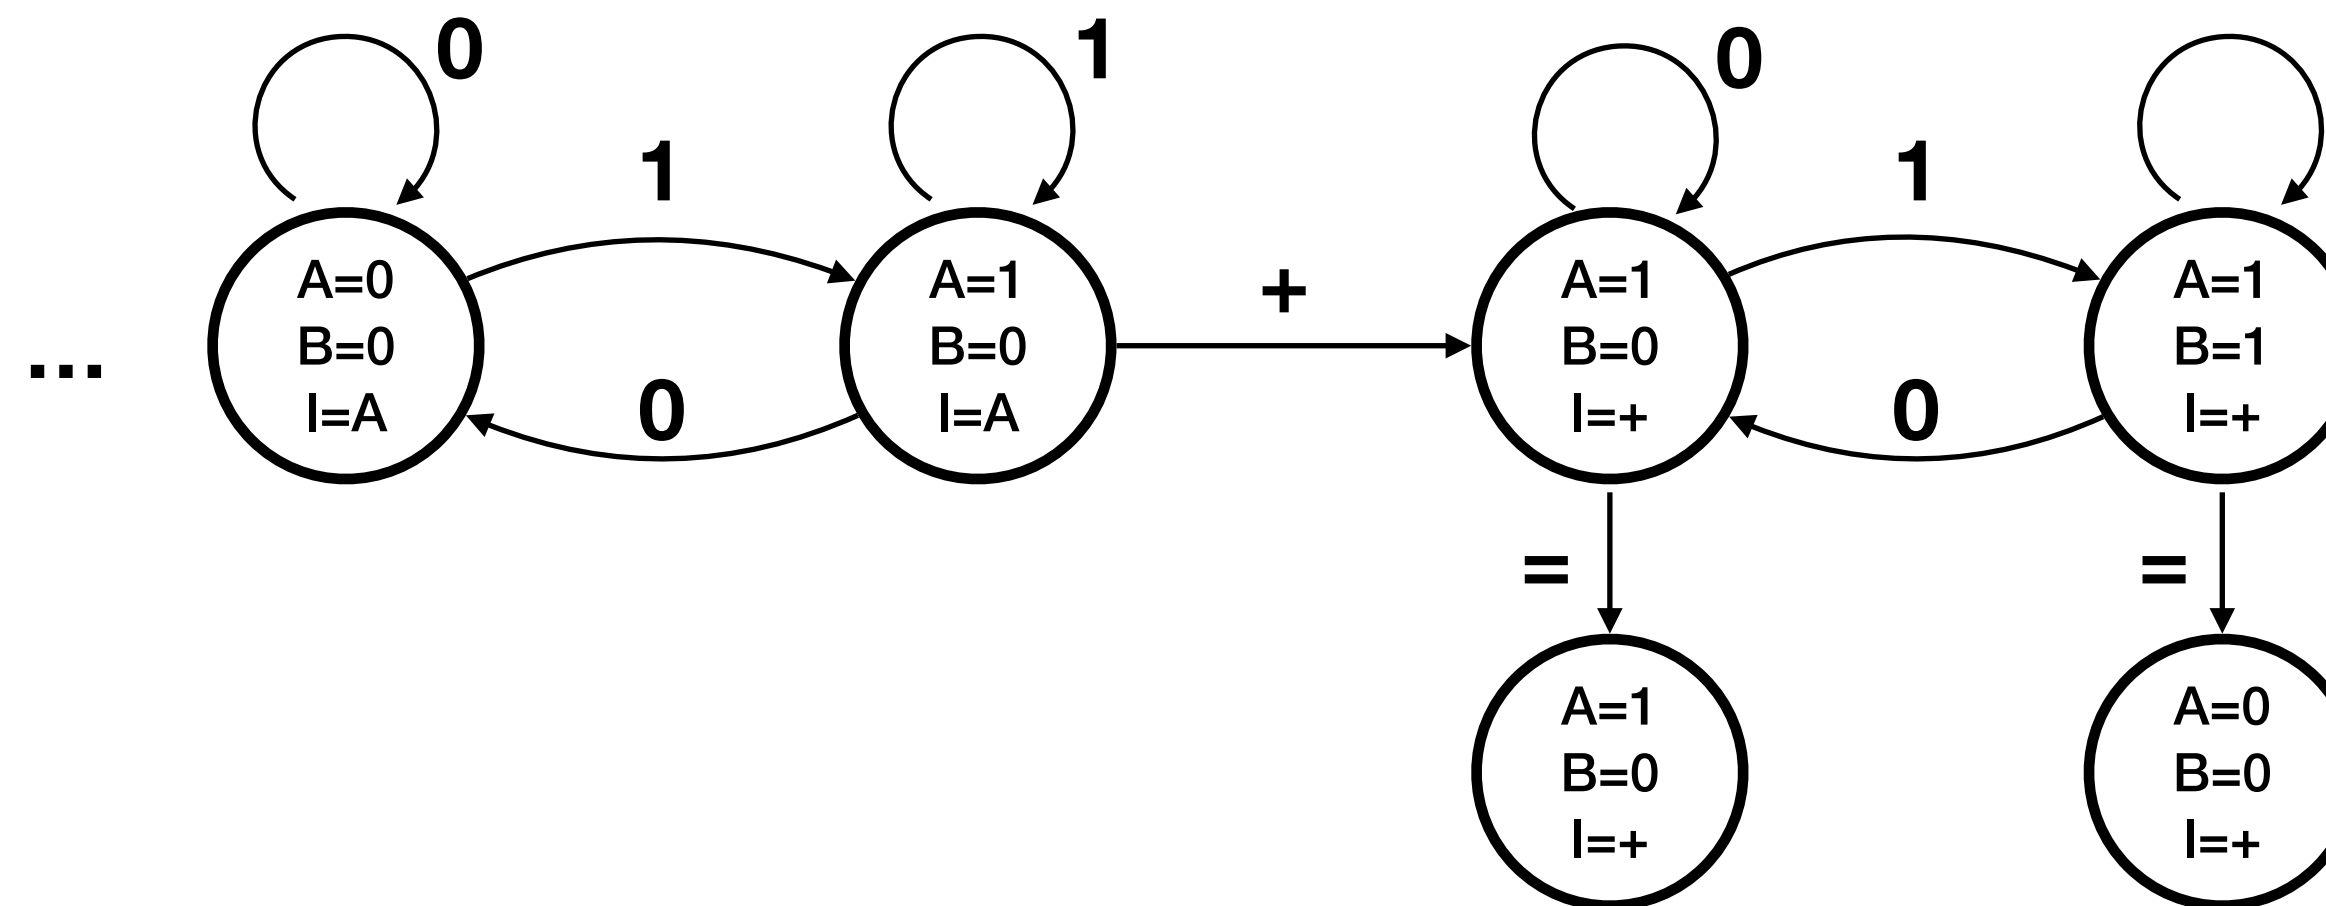 0
1
0
1
1
A=0
B=0
I=A
A=1
B=0
I=A
+
A=1
B=0
I=+
A=1
B=1
I=+
...
0
0
=
=
A=1
B=0
I=+
A=0
B=0
I=+